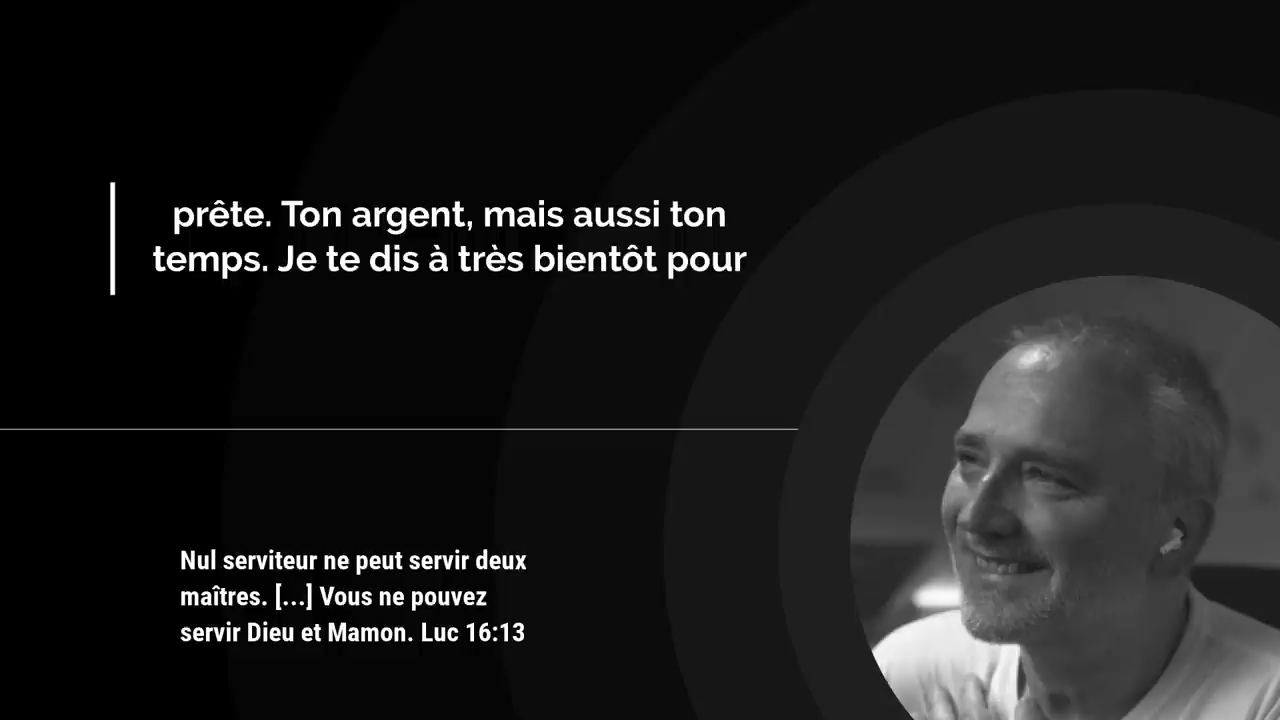 prête. Ton argent, mais aussi ton
temps. Je te dis à très bientôt pour
Nul serviteur ne peut servir deux
maîtres. [...] Vous ne pouvez
servir Dieu et Mamon. Luc 16:13